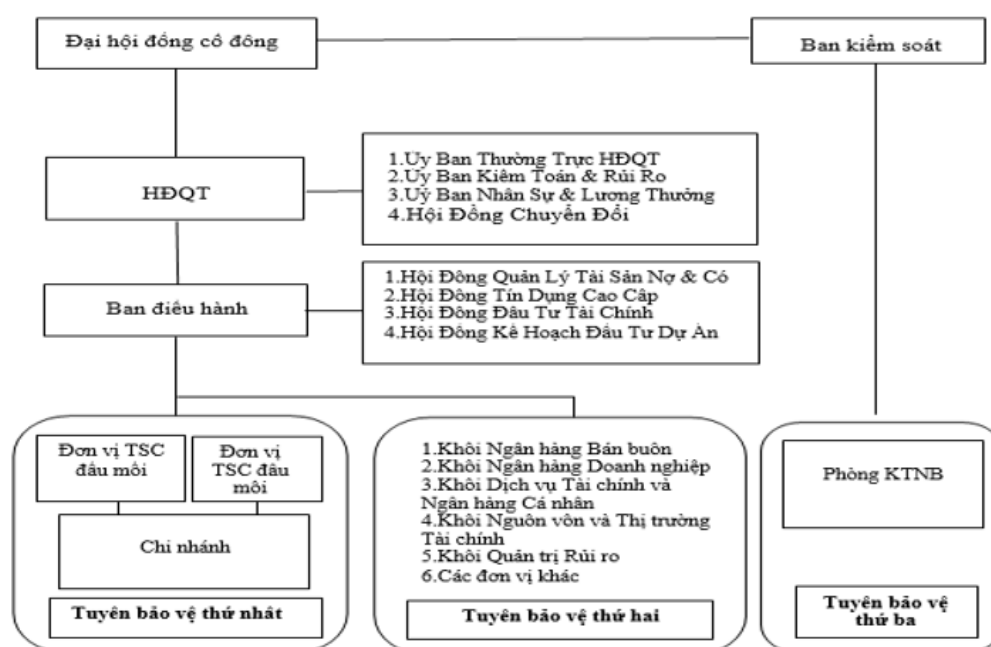 Đại hội đồng cổ đông
Ban kiểm soát
HĐQT
1.Uỷ Ban Thường Trực HĐQT
2.Uỷ Ban Kiểm Toán & Rủi Ro
3.Uỷ Ban Nhân Sự & Lương Thưởng
4.Hội Đồng Chuyển Đổi
Ban điều hành
1.Hội Đồng Quản Lý Tài Sản Nợ & Có
2.Hội Đồng Tín Dụng Cao Cấp
3.Hội Đồng Đầu Tư Tài Chính
4.Hội Đồng Kế Hoạch Đầu Tư Dự Án
Đơn vị TSC
đầu mối
Đơn vị
TSC đầu
mối
Chi nhánh
Tuyến bảo vệ thứ nhất
1.Khối Ngân hàng Bán buôn
2.Khối Ngân hàng Doanh nghiệp
3.Khối Dịch vụ Tài chính và
Ngân hàng Cá nhân
4.Khối Nguồn vốn và Thị trường
Tài chính
5.Khối Quản trị Rủi ro
6.Các đơn vị khác
Tuyến bảo vệ thứ hai
Phòng KTNB
Tuyến bảo vệ
thứ ba